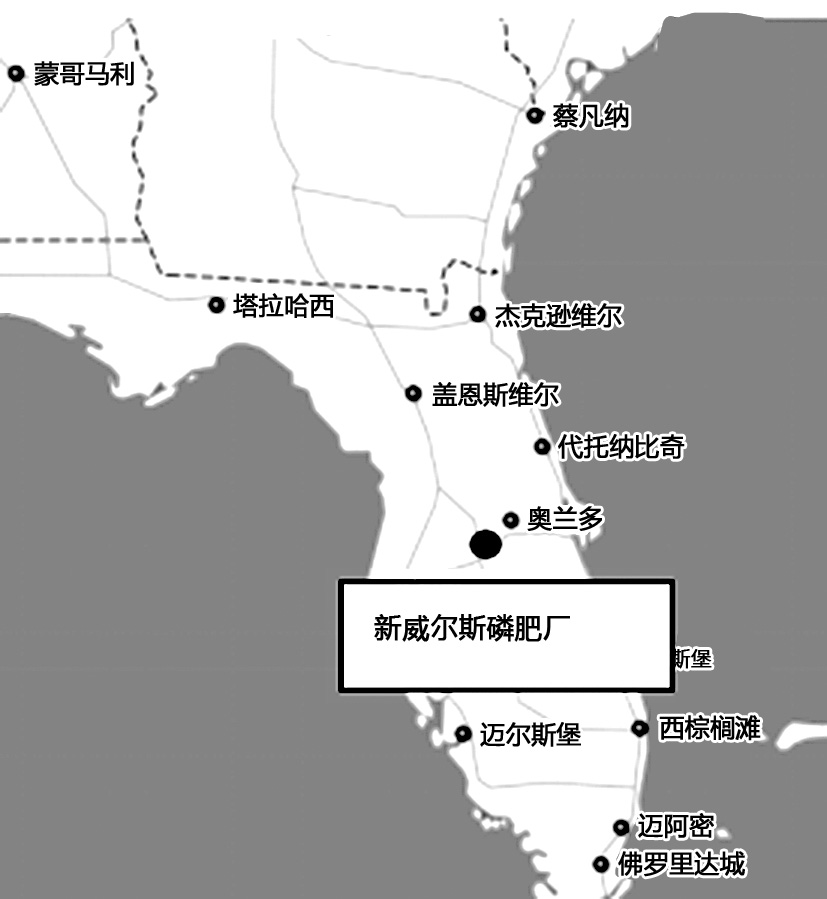 蒙哥马利
蔡凡纳
塔拉哈西
杰克逊维尔
盖恩斯维尔
代托纳比奇
奥兰多
新威尔斯磷肥厂
斯堡
西棕榈滩
迈尔斯堡
迈阿密
佛罗里达城